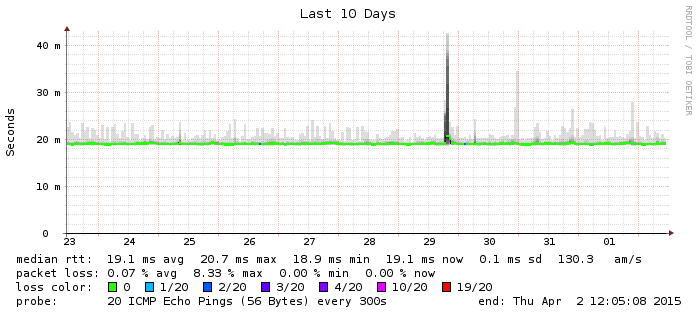 Last 10 Days
RRDTOOL / TOBI OETIKER
Seconds
40 m
30 m
20 m
10 m
0
23 24 25 26 27 28 29 30 31 01
median rtt: 19.1 ms avg 20.7 ms max 18.9 ms min 19.1 ms now 0.1 ms sd 130.3 am/s
packet loss: 0.07 % avg 8.33 % max 0.00 % min 0.00 % now
loss color: 0 1/20 2/20 3/20 4/20 10/20 19/20
probe: 20 ICMP Echo Pings (56 Bytes) every 300s end: Thu Apr 2 12:05:08 2015